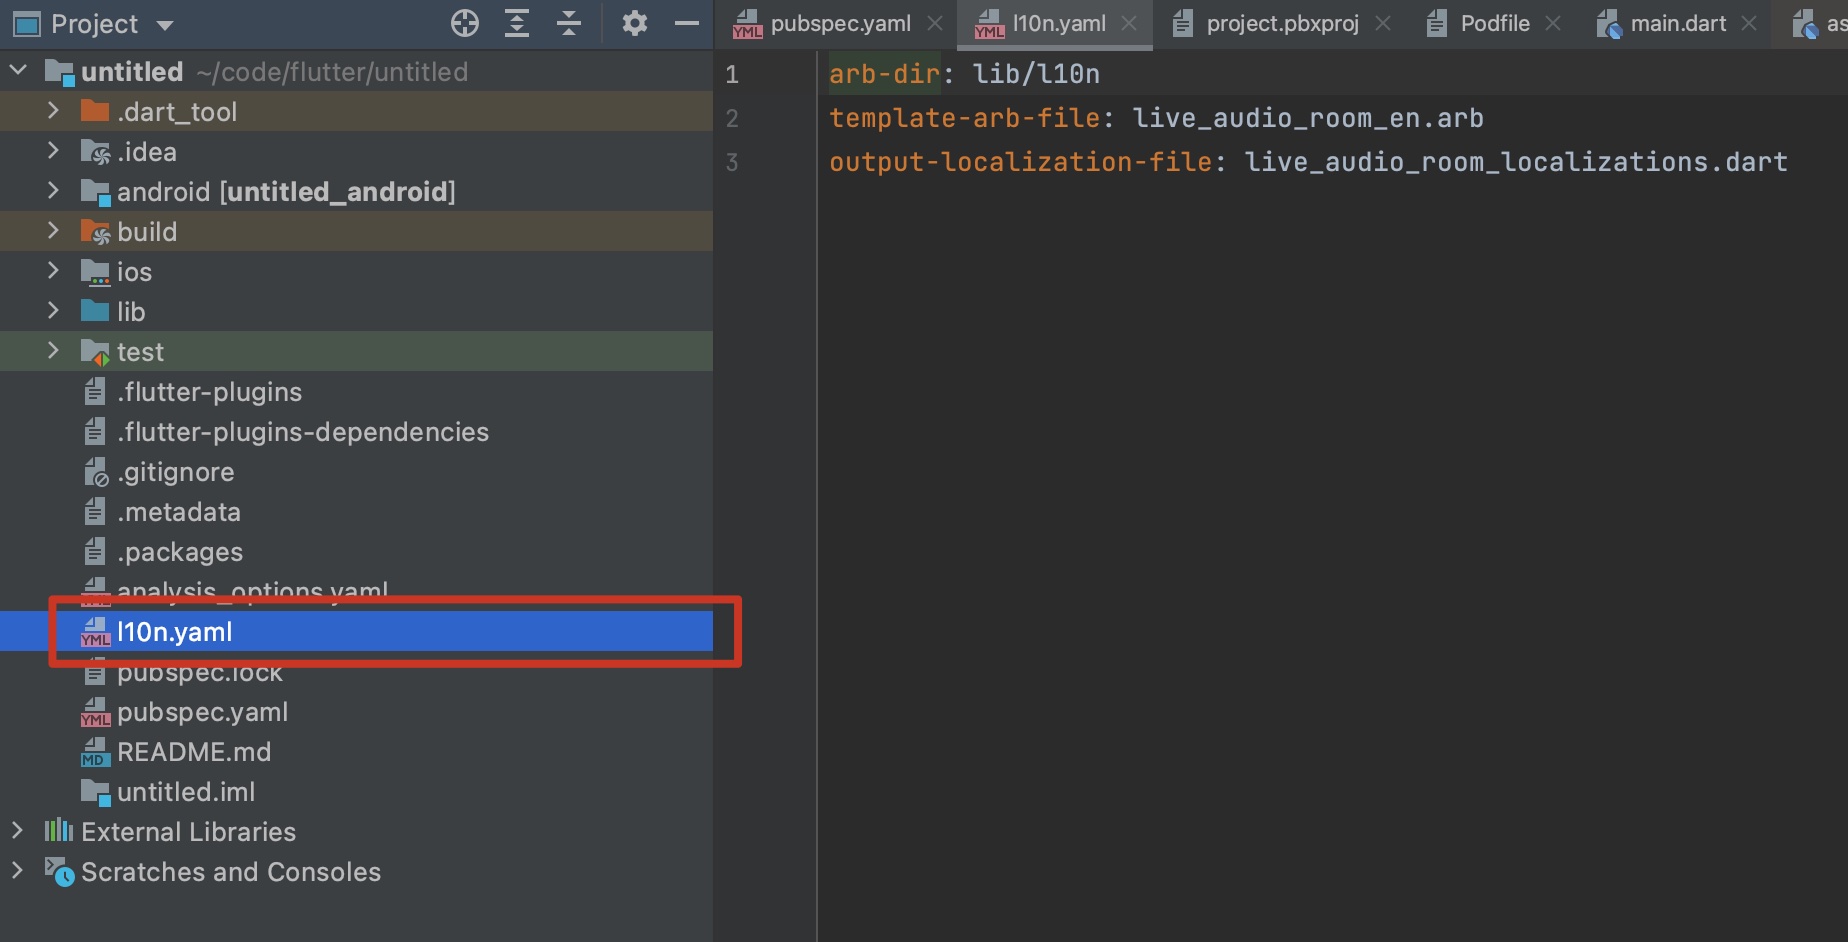 Project
pubspec.yaml
l10n.yaml
project.pbxproj
Podfile
main.dart
as
untitled ~/code/flutter/untitled
.dart_tool
.idea
android [untitled_android]
build
ios
lib
test
.flutter-plugins
.flutter-plugins-dependencies
.gitignore
.metadata
.packages
analysis_options.yaml
YML l10n.yaml
pubspec.lock
YML pubspec.yaml
MD README.md
untitled.iml
External Libraries
Scratches and Consoles
1 arb-dir: lib/l10n
2 template-arb-file: live_audio_room_en.arb
3 output-localization-file: live_audio_room_localizations.dart